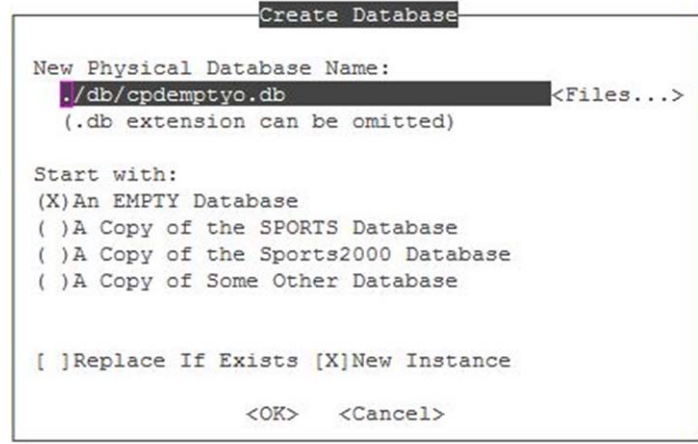 Create Database
New Physical Database Name:
./db/cpdemptyo.db <Files...>
(.db extension can be omitted)
Start with:
(X)An EMPTY Database
( )A Copy of the SPORTS Database
( )A Copy of the Sports2000 Database
( )A Copy of Some Other Database
[ ]Replace If Exists [X]New Instance
<OK> <Cancel>